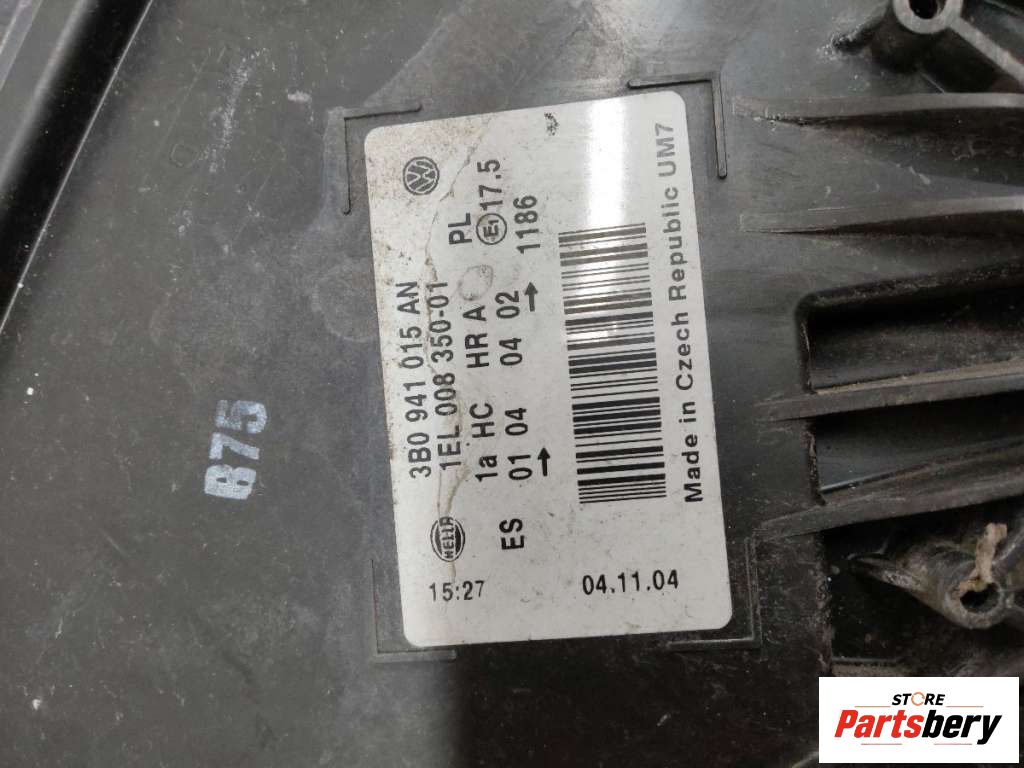 3B0 941 015 AN
1EL 008 350-01 PL
1a HC HR A E1 17.5
ES 01 04 04 02 1186
→ →
Made in Czech Republic UM7
HELLA
15:27
04.11.04
B75
STORE
Partsbery